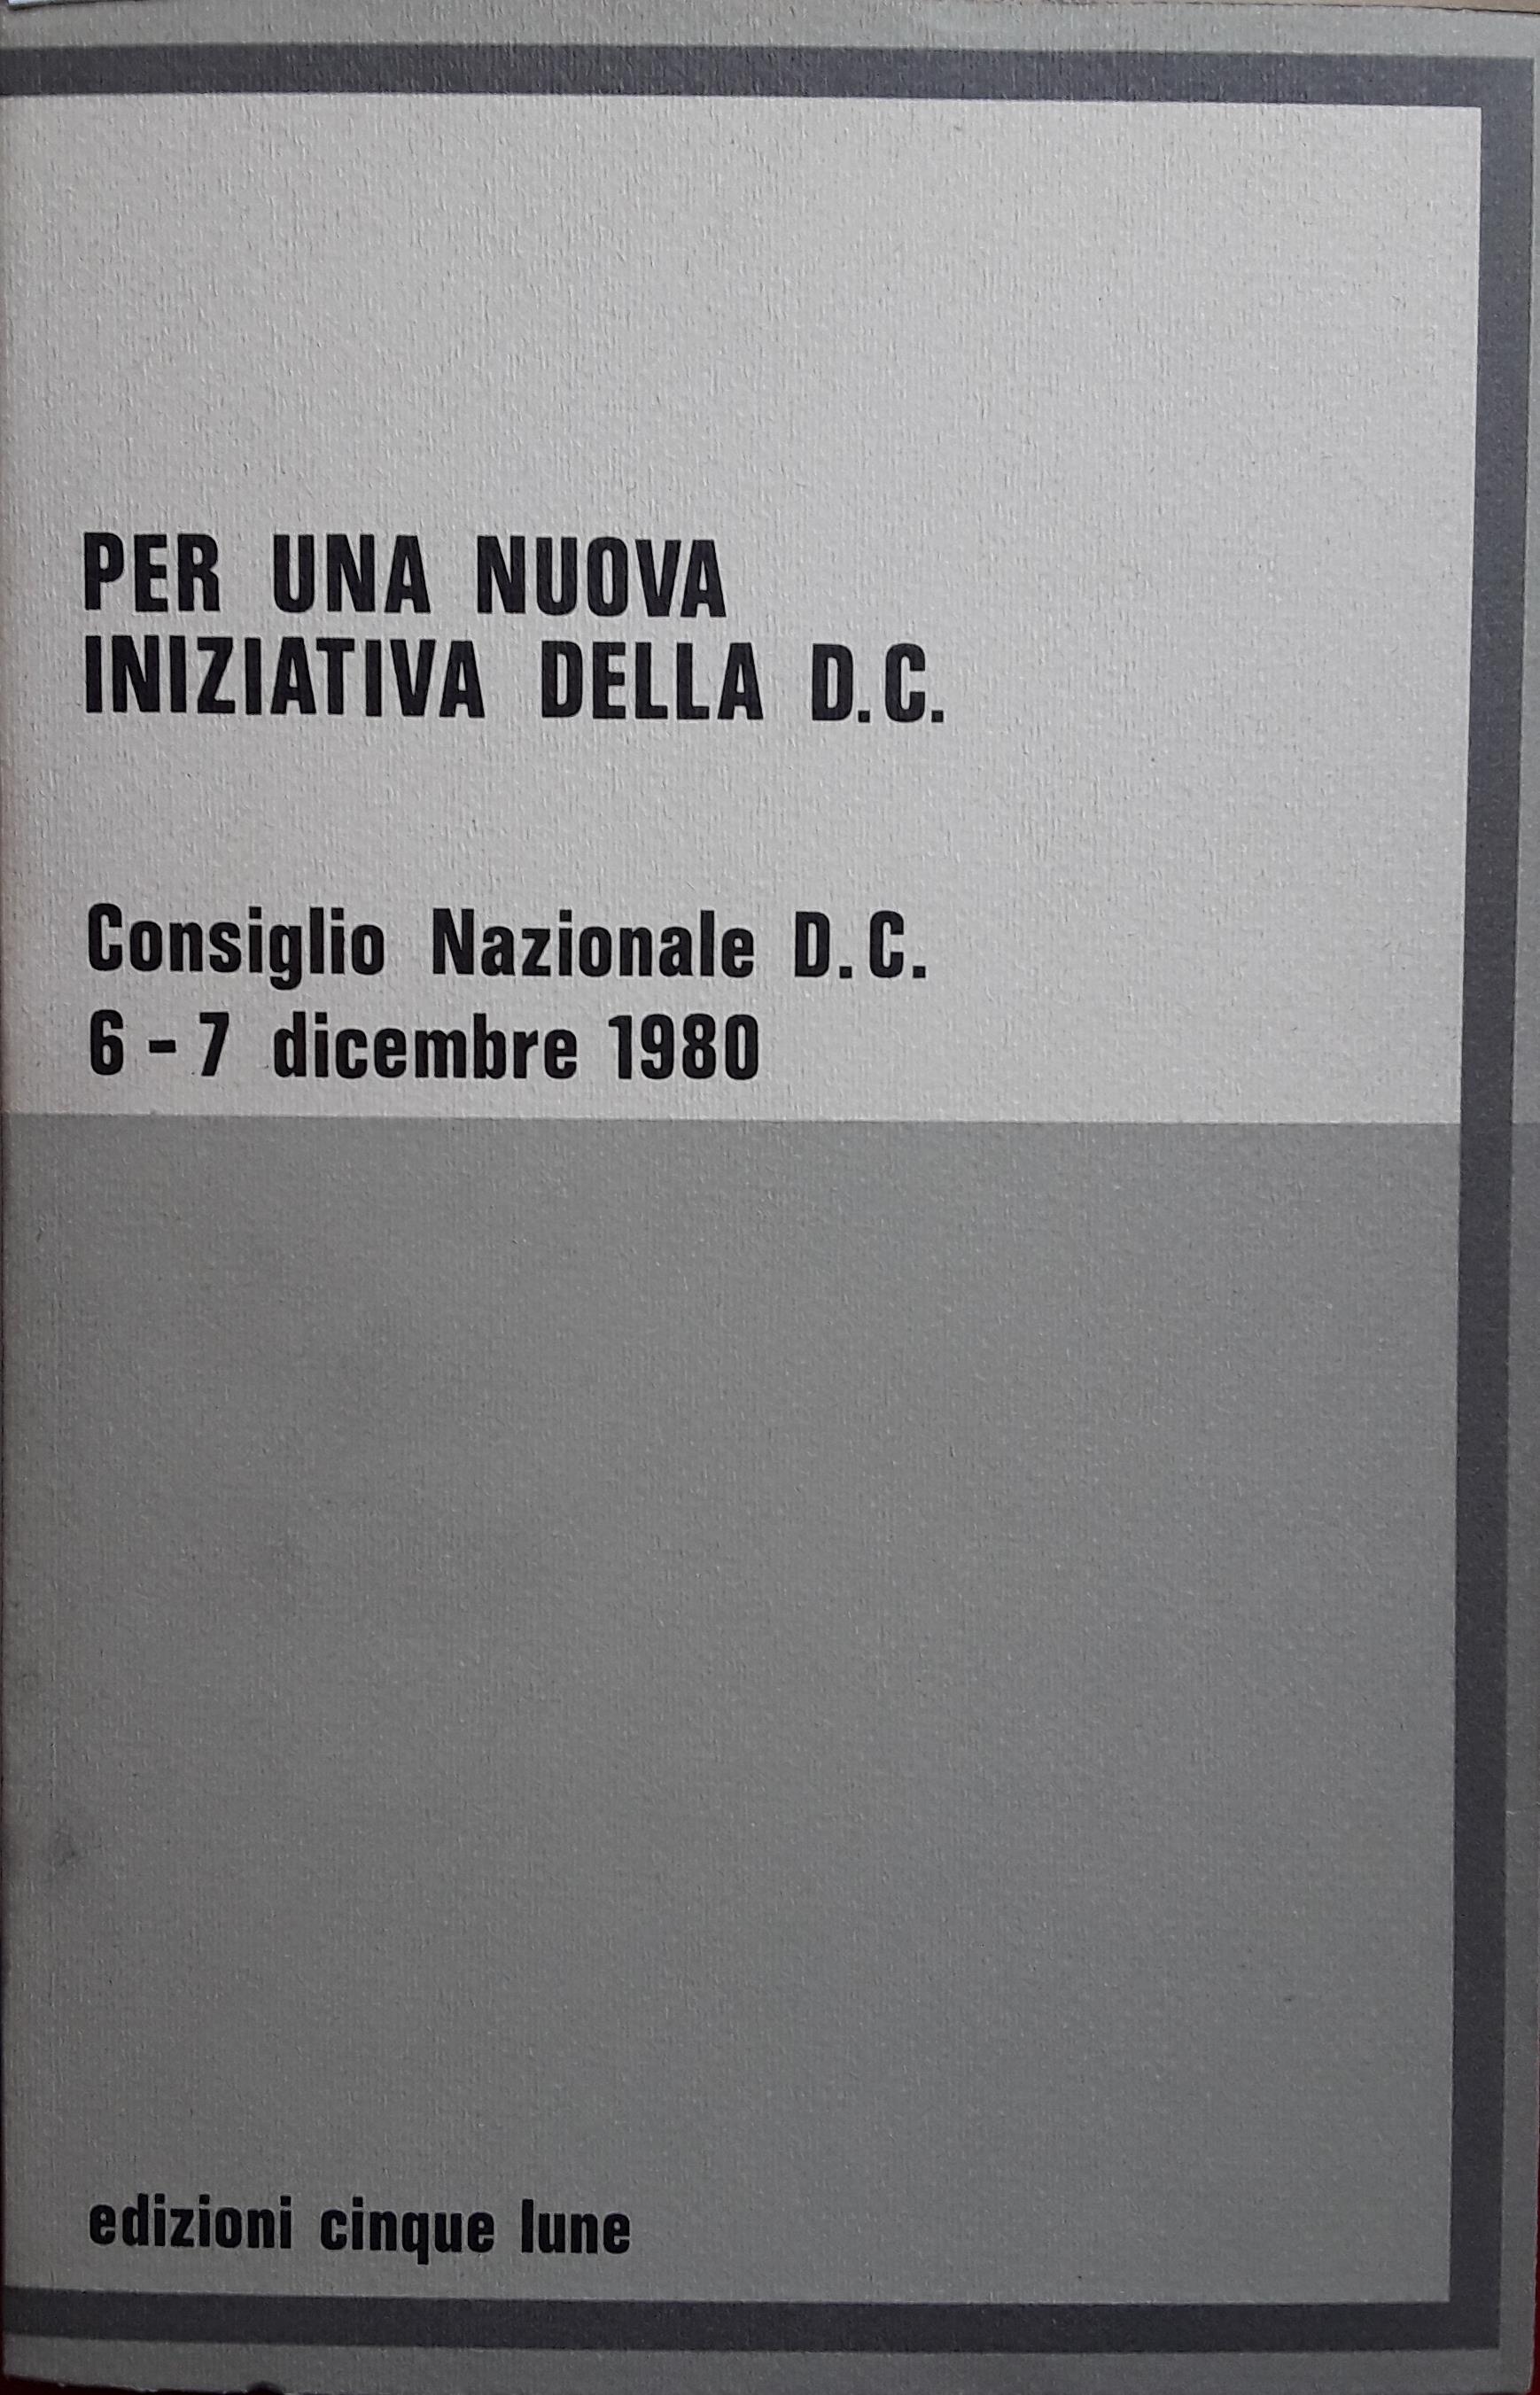 PER UNA NUOVA
INIZIATIVA DELLA D.C.
Consiglio Nazionale D.C.
6 - 7 dicembre 1980
edizioni cinque lune